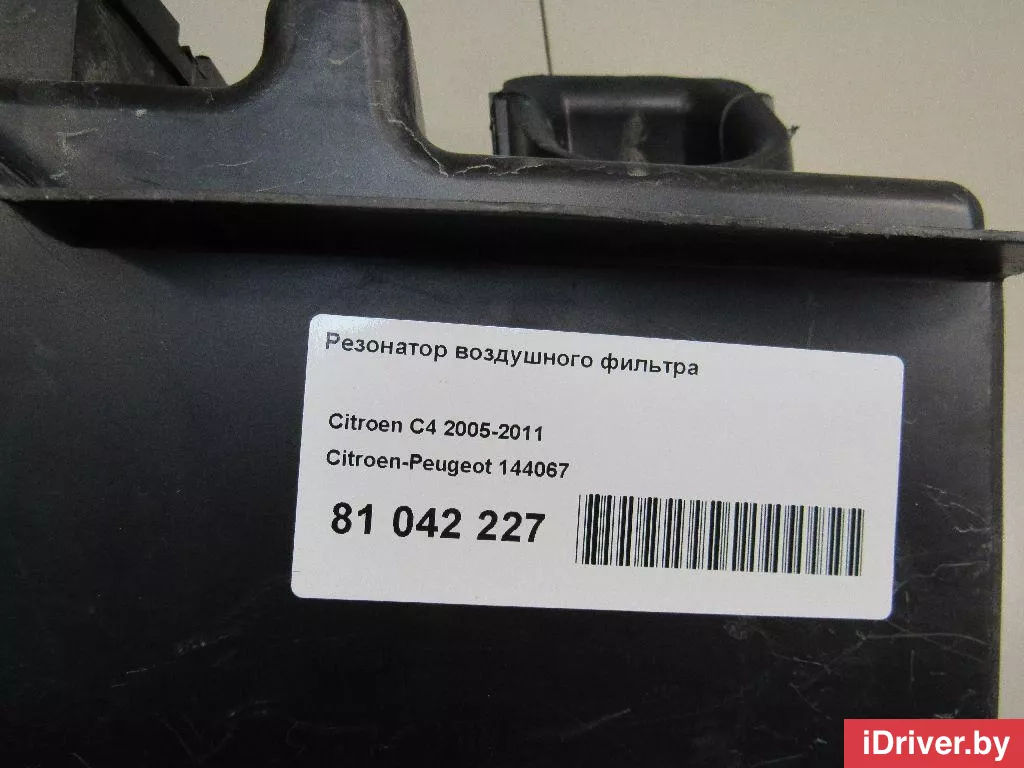 Резонатор воздушного фильтра
Citroen C4 2005-2011
Citroen-Peugeot 144067
81 042 227
iDriver.by